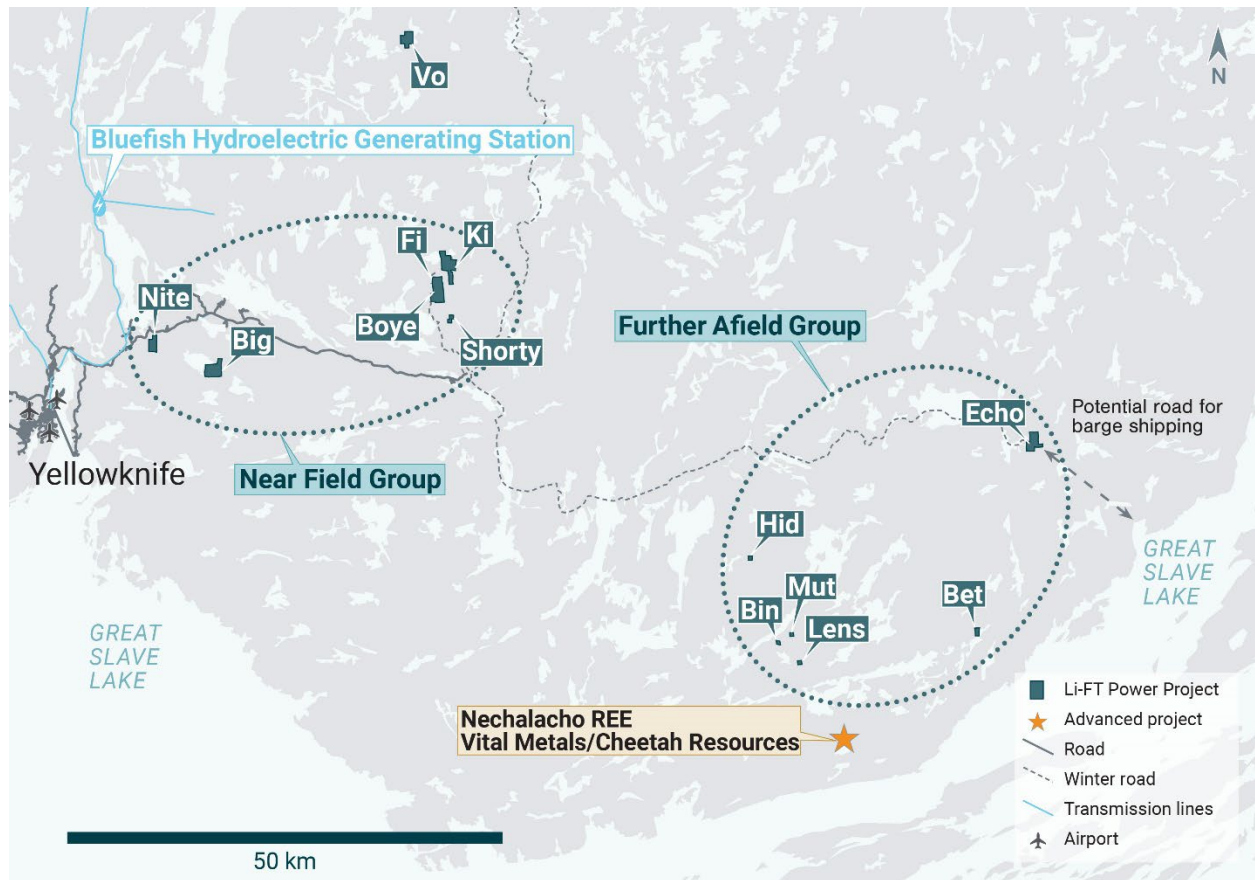 Vo
N
Bluefish Hydroelectric Generating Station
Fi
Ki
Nite
Big
Boye
Shorty
Further Afield Group
Yellowknife
Near Field Group
Echo
Potential road for
barge shipping
Hid
Mut
Bin
Lens
Bet
GREAT
SLAVE
LAKE
GREAT
SLAVE
LAKE
Nechalacho REE
Vital Metals/Cheetah Resources
Li-FT Power Project
Advanced project
Road
Winter road
Transmission lines
Airport
50 km